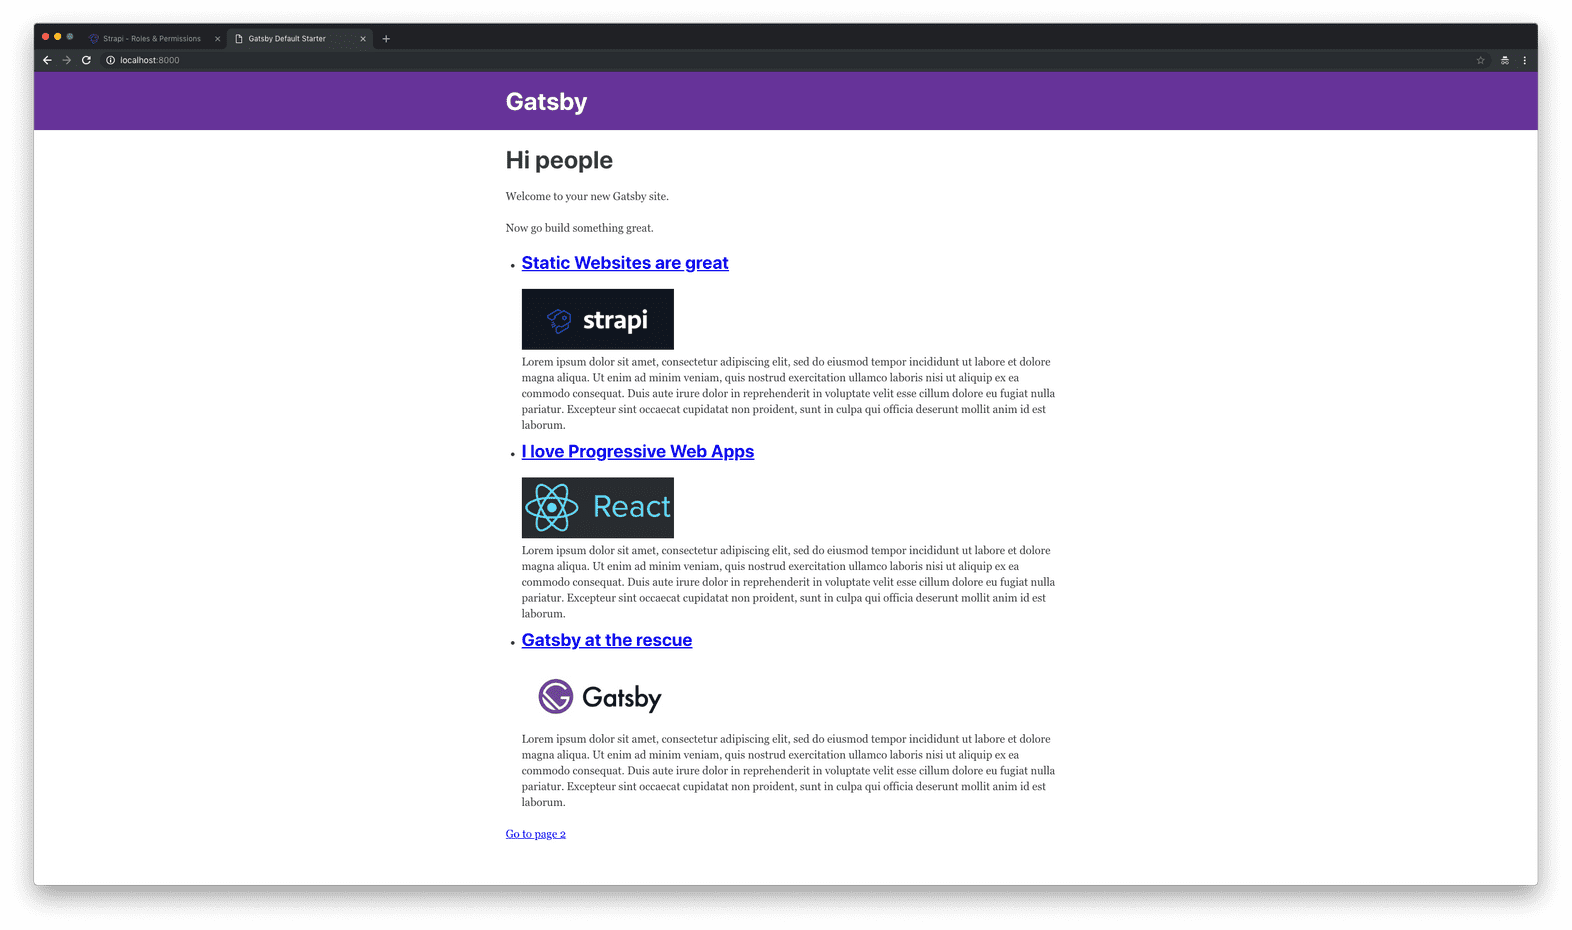 Strapi - Roles & Permissions
Gatsby Default Starter
localhost:8000
Gatsby
Hi people
Welcome to your new Gatsby site.
Now go build something great.
Static Websites are great
strapi
Lorem ipsum dolor sit amet, consectetur adipiscing elit, sed do eiusmod tempor incididunt ut labore et dolore
magna aliqua. Ut enim ad minim veniam, quis nostrud exercitation ullamco laboris nisi ut aliquip ex ea
commodo consequat. Duis aute irure dolor in reprehenderit in voluptate velit esse cillum dolore eu fugiat nulla
pariatur. Excepteur sint occaecat cupidatat non proident, sunt in culpa qui officia deserunt mollit anim id est
laborum.
I love Progressive Web Apps
React
Lorem ipsum dolor sit amet, consectetur adipiscing elit, sed do eiusmod tempor incididunt ut labore et dolore
magna aliqua. Ut enim ad minim veniam, quis nostrud exercitation ullamco laboris nisi ut aliquip ex ea
commodo consequat. Duis aute irure dolor in reprehenderit in voluptate velit esse cillum dolore eu fugiat nulla
pariatur. Excepteur sint occaecat cupidatat non proident, sunt in culpa qui officia deserunt mollit anim id est
laborum.
Gatsby at the rescue
Gatsby
Lorem ipsum dolor sit amet, consectetur adipiscing elit, sed do eiusmod tempor incididunt ut labore et dolore
magna aliqua. Ut enim ad minim veniam, quis nostrud exercitation ullamco laboris nisi ut aliquip ex ea
commodo consequat. Duis aute irure dolor in reprehenderit in voluptate velit esse cillum dolore eu fugiat nulla
pariatur. Excepteur sint occaecat cupidatat non proident, sunt in culpa qui officia deserunt mollit anim id est
laborum.
Go to page 2